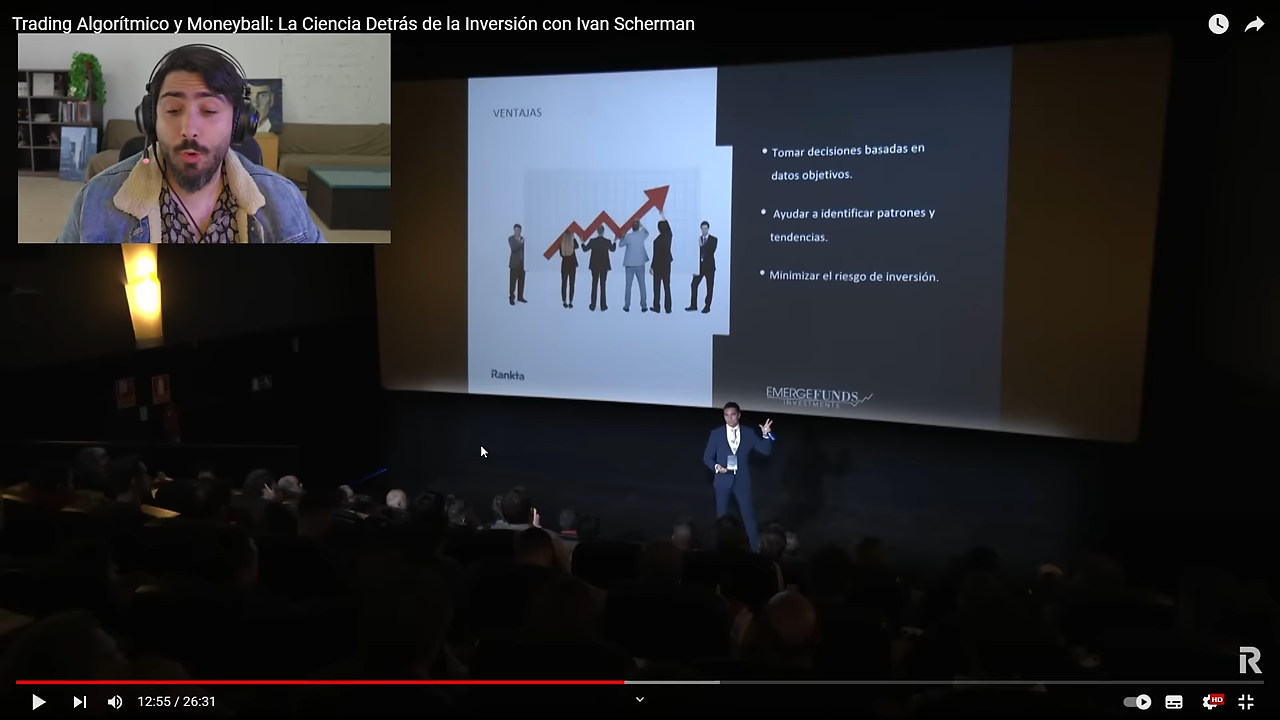 Trading Algorítmico y Moneyball: La Ciencia Detrás de la Inversión con Ivan Scherman
VENTAJAS
• Tomar decisiones basadas en
datos objetivos.
• Ayudar a identificar patrones y
tendencias.
• Minimizar el riesgo de inversión.
Rankia
EMERGEFUNDS
INVESTMENTS
R
12:55 / 26:31
HD